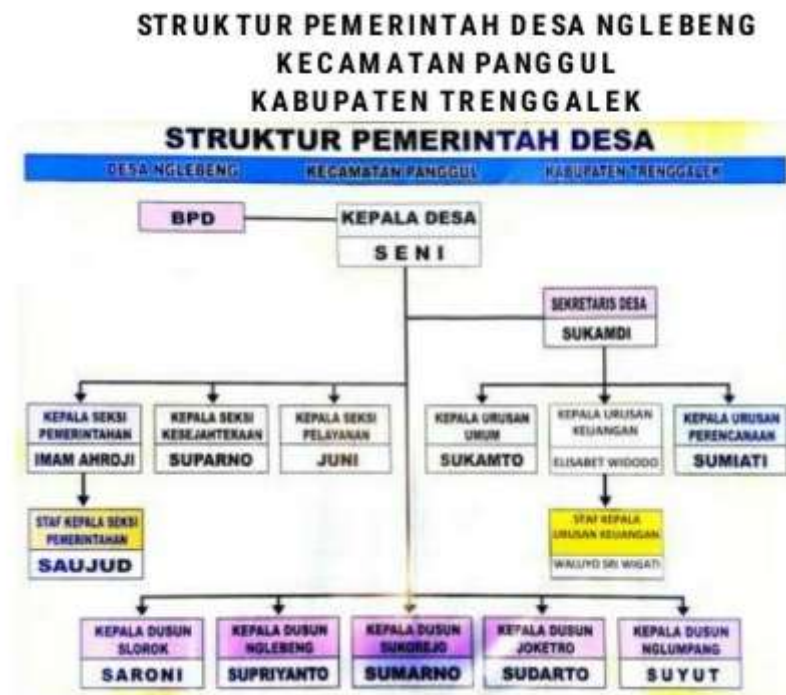 STRUKTUR PEMERINTAH DESA NGLEBENG
KECAMATAN PANGGUL
KABUPATEN TRENGGALEK
STRUKTUR PEMERINTAH DESA
DESA NGLEBENG KECAMATAN PANGGUL KABUPATEN TRENGGALEK
BPD
KEPALA DESA
SENI
SEKRETARIS DESA
SUKAMDI
KEPALA SEKSI
PEMERINTAHAN
IMAM AHROJI
KEPALA SEKSI
KESEJAHTERAAN
SUPARNO
KEPALA SEKSI
PELAYANAN
JUNI
KEPALA URUSAN
UMUM
SUKAMTO
KEPALA URUSAN
KEUANGAN
ELISABET WIDODO
KEPALA URUSAN
PERENCANAAN
SUMIATI
STAF KEPALA SEKSI
PEMERINTAHAN
SAUJUD
STAF KEPALA
URUSAN KEUANGAN
WALUYO SRI WIGATI
KEPALA DUSUN
SLOROK
SARONI
KEPALA DUSUN
NGLEBENG
SUPRIYANTO
KEPALA DUSUN
SUKOREJO
SUMARNO
KEPALA DUSUN
JOKETRO
SUDARTO
KEPALA DUSUN
NGLUMPANG
SUYUT